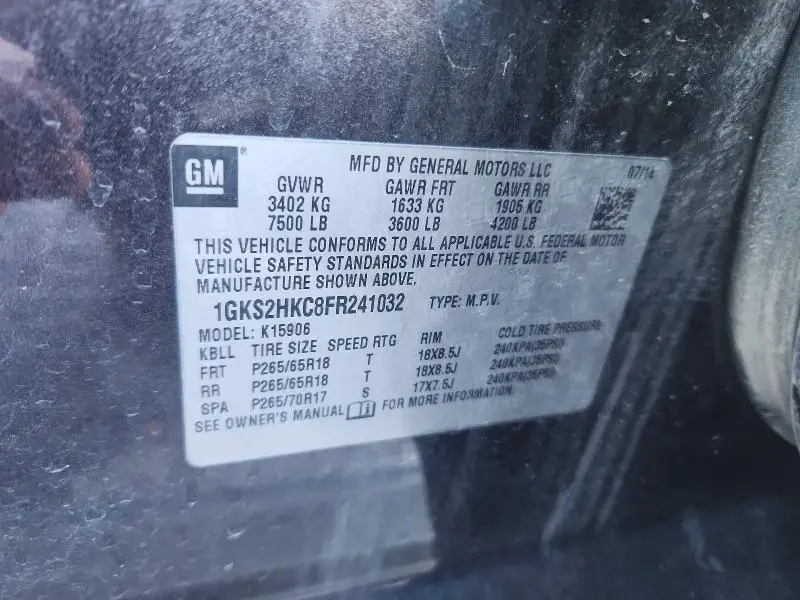 GM ® MFD BY GENERAL MOTORS LLC 07/14
GVWR GAWR FRT GAWR RR
3402 KG 1633 KG 1905 KG
7500 LB 3600 LB 4200 LB
THIS VEHICLE CONFORMS TO ALL APPLICABLE U.S. FEDERAL MOTOR
VEHICLE SAFETY STANDARDS IN EFFECT ON THE DATE OF
MANUFACTURE SHOWN ABOVE.
1GKS2HKC8FR241032 TYPE: M.P.V.
MODEL: K15906
KBLL TIRE SIZE SPEED RTG RIM COLD TIRE PRESSURE
FRT P265/65R18 T 18X8.5J 240KPA(35PSI)
RR P265/65R18 T 18X8.5J 240KPA(35PSI)
SPA P265/70R17 S 17X7.5J 240KPA(35PSI)
SEE OWNER'S MANUAL FOR MORE INFORMATION.